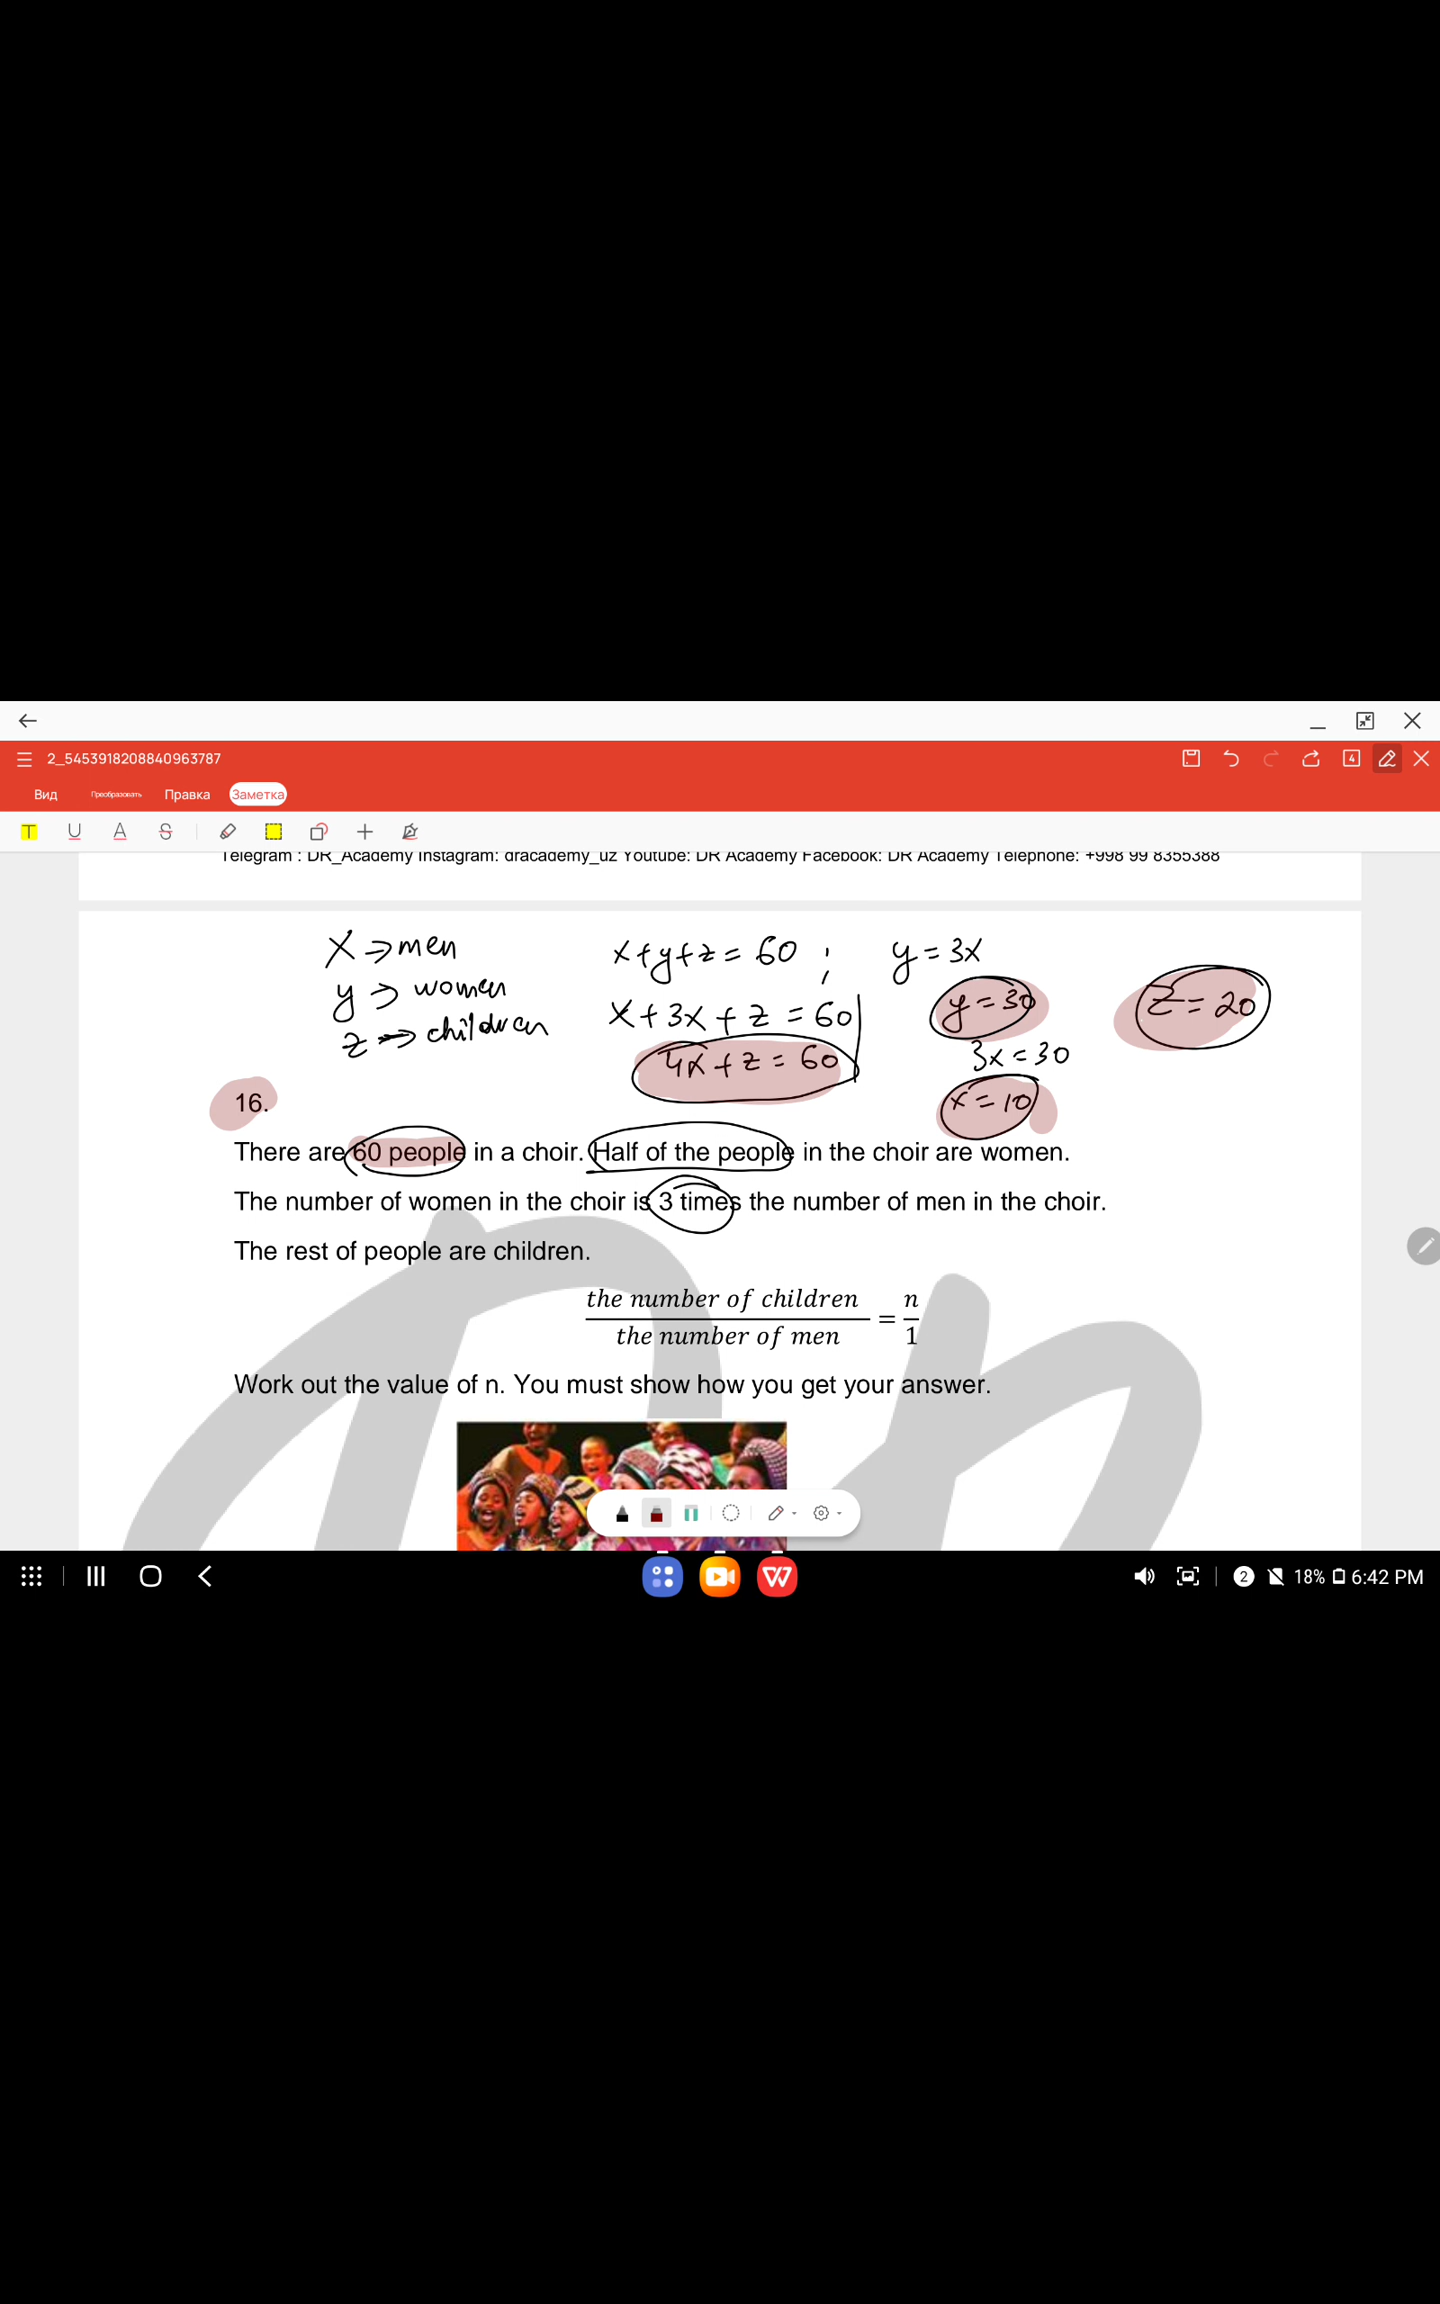 2_5453918208840963787
4
Вид Преобразовать Правка Заметка
T U A S
Telegram : DR_Academy Instagram: dracademy_uz Youtube: DR Academy Facebook: DR Academy Telephone: +998 99 8355388
x → men
y → women
z → children
x+y+z = 60 ;
x + 3x + z = 60
4x + z = 60
y = 3x
y = 30
3x = 30
x = 10
z = 20
16.
There are 60 people in a choir. Half of the people in the choir are women.
The number of women in the choir is 3 times the number of men in the choir.
The rest of people are children.
the number of children / the number of men = n / 1
Work out the value of n. You must show how you get your answer.
2 18% 6:42 PM